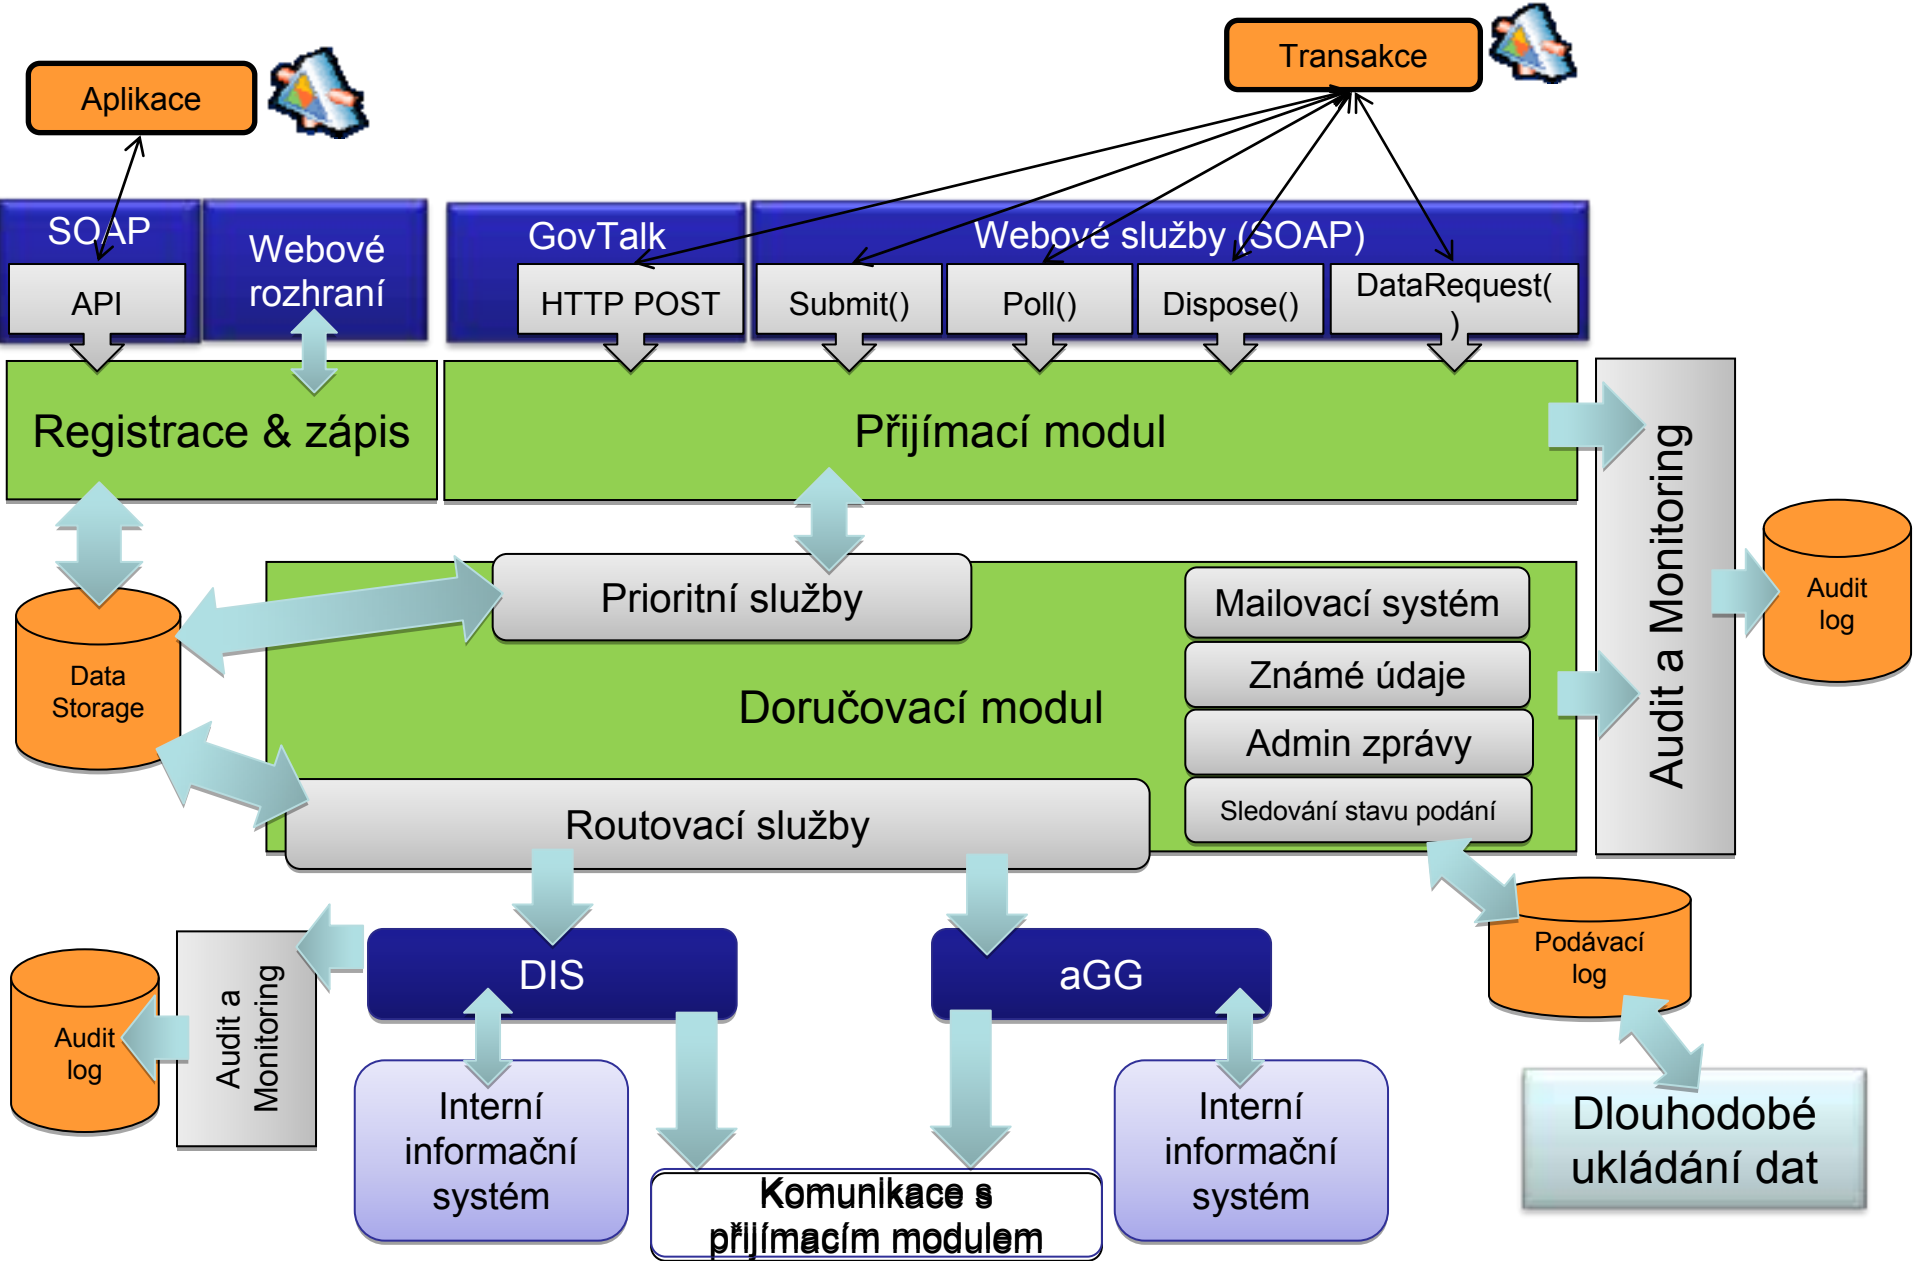 Transakce
Aplikace
SOAP
Webové
rozhraní
GovTalk
Webové služby (SOAP)
API
HTTP POST
Submit()
Poll()
Dispose()
DataRequest(
)
Registrace & zápis
Přijímací modul
Audit a Monitoring
Prioritní služby
Mailovací systém
Audit
log
Data
Storage
Známé údaje
Doručovací modul
Admin zprávy
Sledování stavu podání
Routovací služby
DIS
aGG
Podávací
log
Audit
log
Audit a
Monitoring
Interní
informační
systém
Interní
informační
systém
Komunikace s
přijímacím modulem
Dlouhodobé
ukládání dat